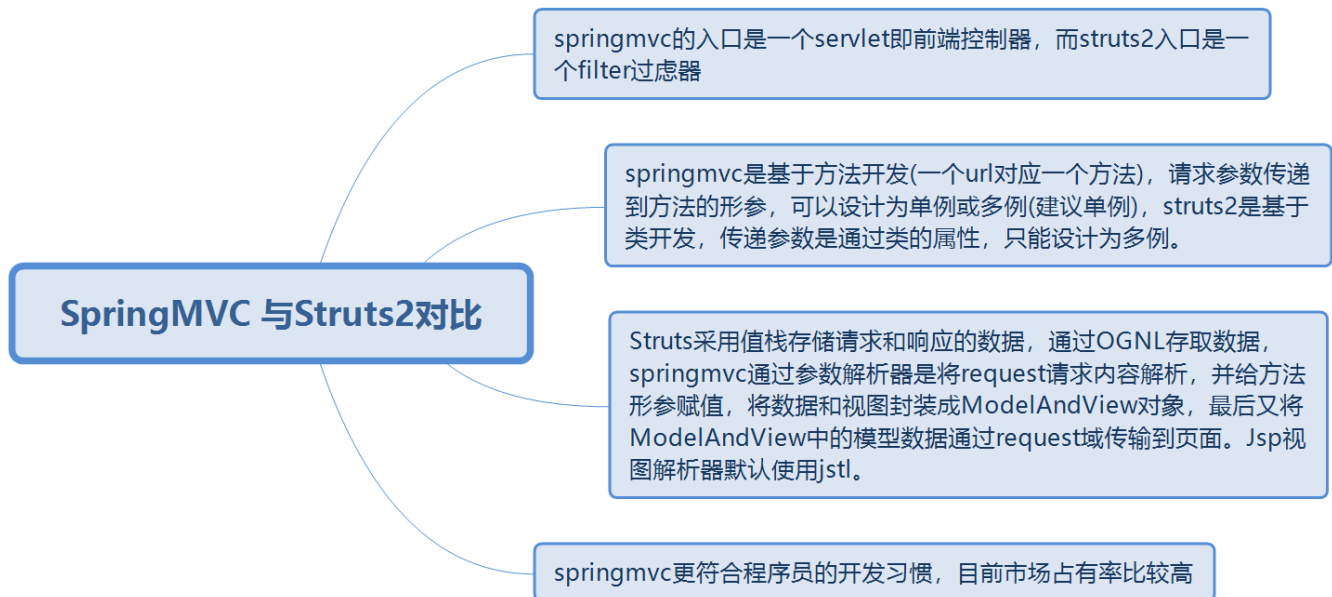 springmvc的入口是一个servlet即前端控制器，而struts2入口是一
个filter过虑器
springmvc是基于方法开发(一个url对应一个方法)，请求参数传递
到方法的形参，可以设计为单例或多例(建议单例)，struts2是基于
类开发，传递参数是通过类的属性，只能设计为多例。
SpringMVC 与Struts2对比
Struts采用值栈存储请求和响应的数据，通过OGNL存取数据，
springmvc通过参数解析器是将request请求内容解析，并给方法
形参赋值，将数据和视图封装成ModelAndView对象，最后又将
ModelAndView中的模型数据通过request域传输到页面。Jsp视
图解析器默认使用jstl。
springmvc更符合程序员的开发习惯，目前市场占有率比较高